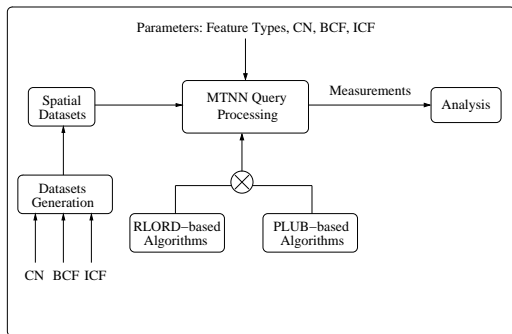 Parameters: Feature Types, CN, BCF, ICF
Spatial
Datasets
MTNN Query
Processing
Measurements
Analysis
Datasets
Generation
RLORD−based
Algorithms
PLUB−based
Algorithms
CN BCF ICF